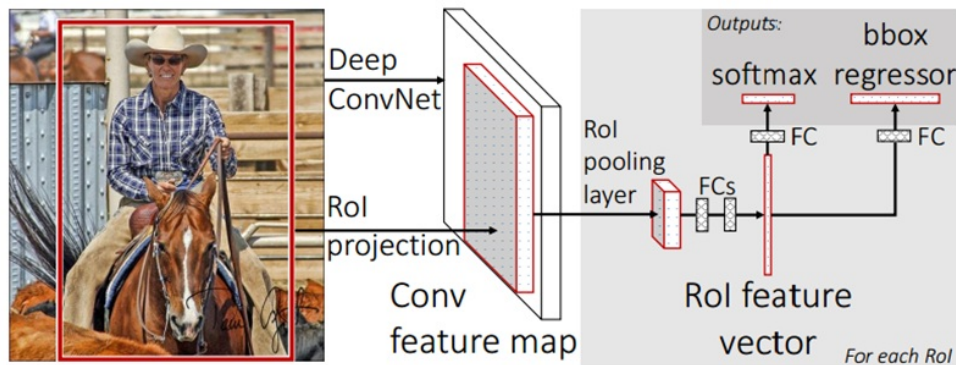 Deep
ConvNet
RoI
projection
Conv
feature map
RoI
pooling
layer
FCs
RoI feature
vector
For each RoI
Outputs:
softmax
bbox
regressor
FC
FC